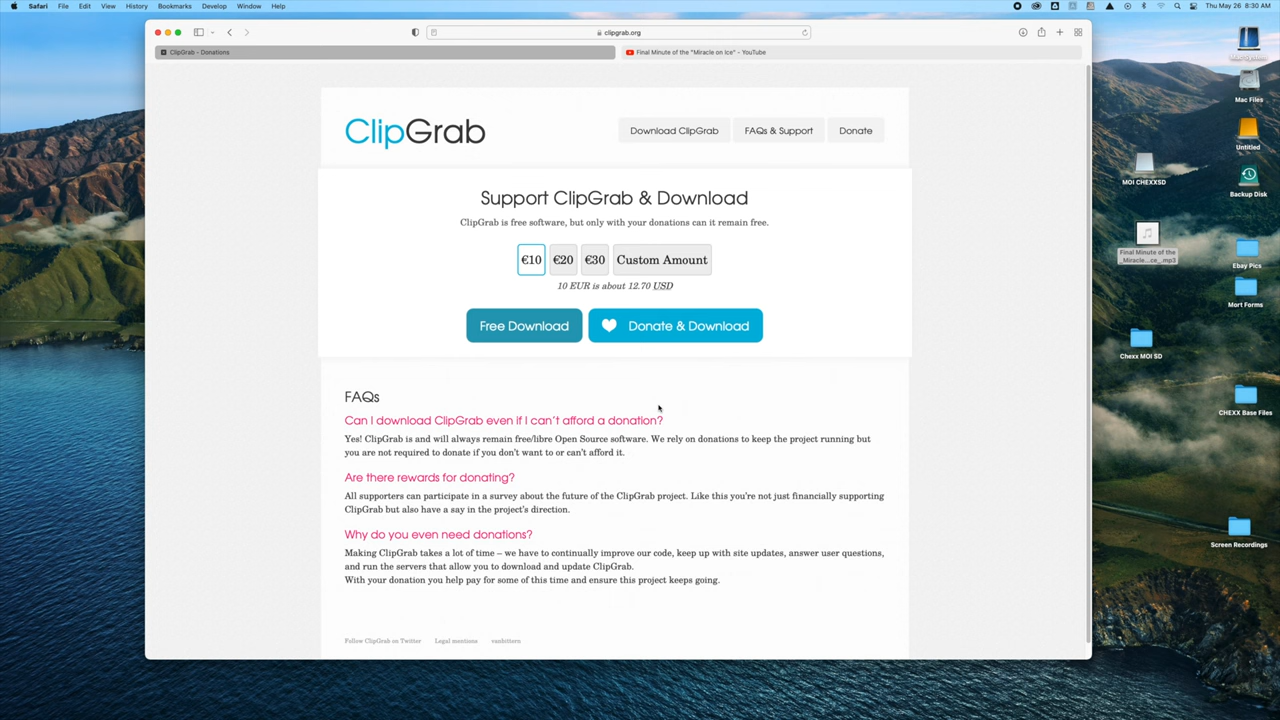 Safari File Edit View History Bookmarks Develop Window Help
Thu May 26 8:30 AM
clipgrab.org
ClipGrab - Donations
Final Minute of the "Miracle on Ice" - YouTube
ClipGrab
Download ClipGrab
FAQs & Support
Donate
Support ClipGrab & Download
ClipGrab is free software, but only with your donations can it remain free.
€10 €20 €30 Custom Amount
10 EUR is about 12.70 USD
Free Download
Donate & Download
FAQs
Can I download ClipGrab even if I can't afford a donation?
Yes! ClipGrab is and will always remain free/libre Open Source software. We rely on donations to keep the project running but
you are not required to donate if you don't want to or can't afford it.
Are there rewards for donating?
All supporters can participate in a survey about the future of the ClipGrab project. Like this you're not just financially supporting
ClipGrab but also have a say in the project's direction.
Why do you even need donations?
Making ClipGrab takes a lot of time – we have to continually improve our code, keep up with site updates, answer user questions,
and run the servers that allow you to download and update ClipGrab.
With your donation you help pay for some of this time and ensure this project keeps going.
Follow ClipGrab on Twitter
Legal mentions
Mac Files
Untitled
MOI CHEXXSD
Backup Disk
Final Minute of the
_Miracle...ce_.mp3
Ebay Pics
Mort Forms
Chexx MOI SD
CHEXX Base Files
Screen Recordings